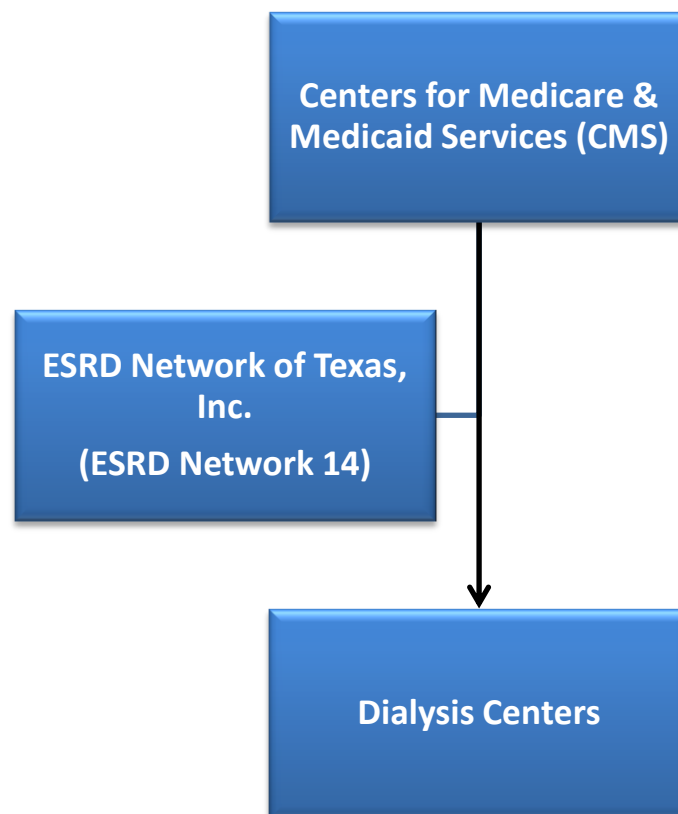 Centers for Medicare &
Medicaid Services (CMS)
ESRD Network of Texas,
Inc.
(ESRD Network 14)
Dialysis Centers